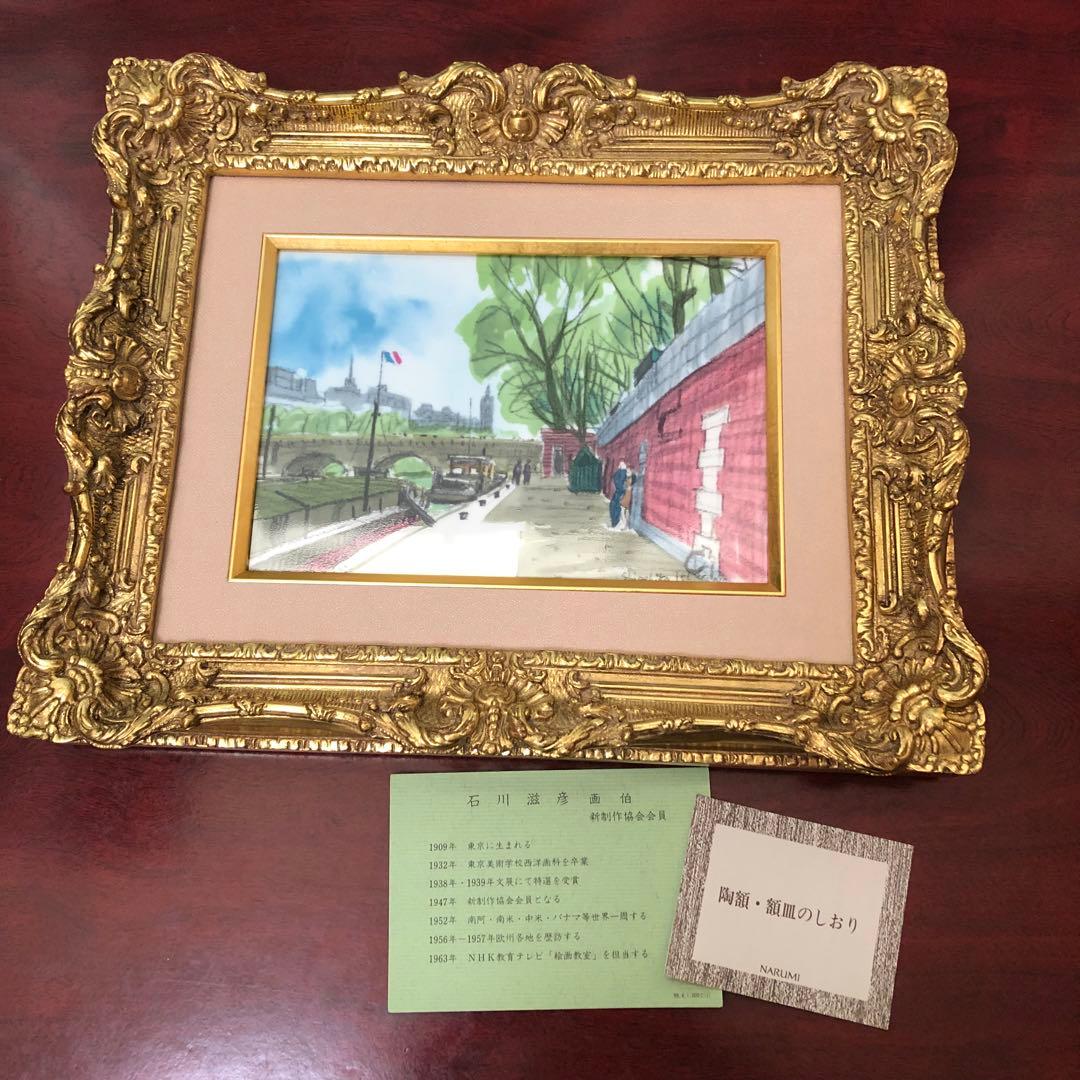 石川滋彦画伯
新制作協会会員
1909年 東京に生まれる
1932年 東京美術学校西洋画科を卒業
1938年・1939年文展にて特選を受賞
1947年 新制作協会会員となる
1952年 南阿・南米・中米・パナマ等世界一周する
1956年—1957年欧州各地を歴訪する
1963年 NHK教育テレビ「絵画教室」を担当する
陶額・額皿のしおり
NARUMI